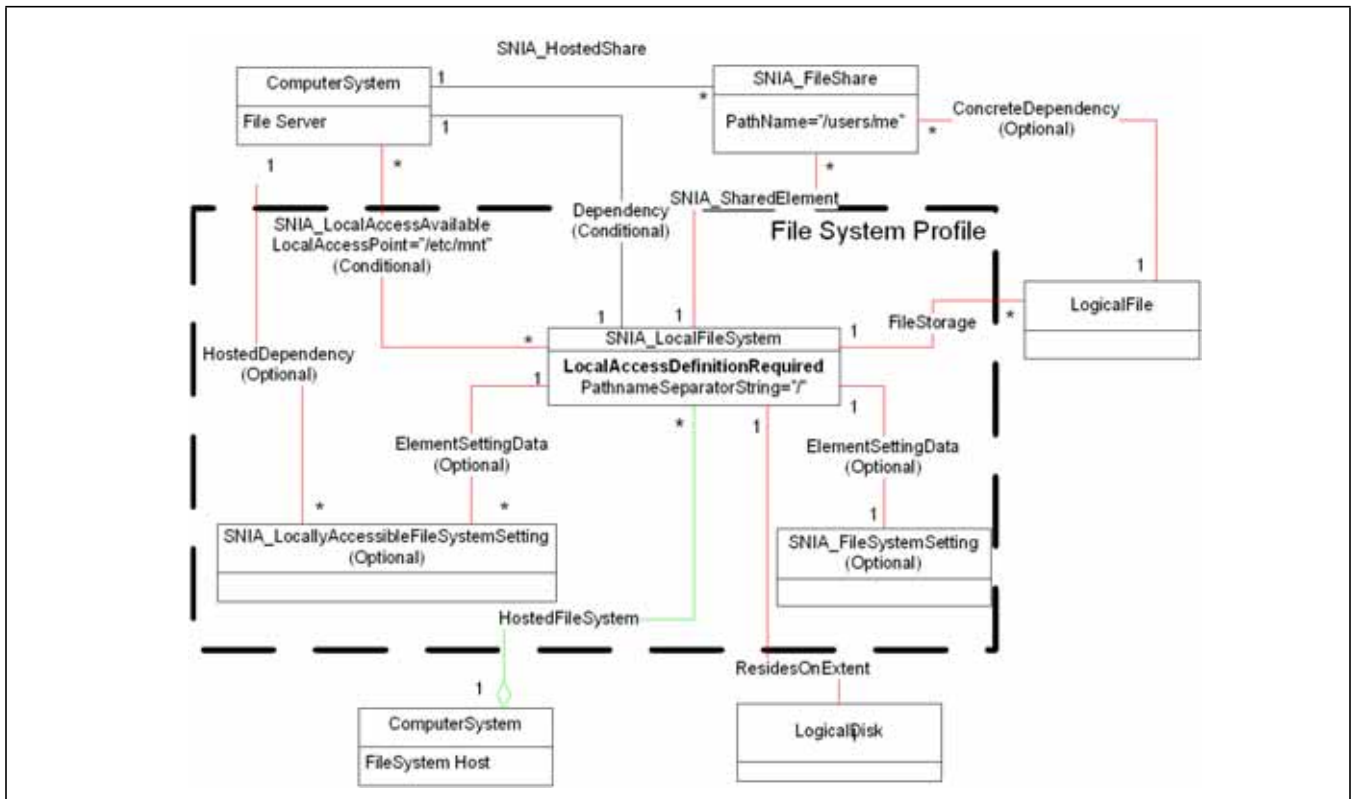 SNIA_HostedShare
ComputerSystem
File Server
1
1
1
*
*
SNIA_FileShare
PathName="/users/me"
*
*
ConcreteDependency
(Optional)
SNIA_SharedElement
SNIA_LocalAccessAvailable
LocalAccessPoint="/etc/mnt"
(Conditional)
Dependency
(Conditional)
File System Profile
1
LogicalFile
*
FileStorage
1
1
1
*
SNIA_LocalFileSystem
LocalAccessDefinitionRequired
PathnameSeparatorString="/"
HostedDependency
(Optional)
1
*
1
1
ElementSettingData
(Optional)
ElementSettingData
(Optional)
*
*
1
SNIA_LocallyAccessibleFileSystemSetting
(Optional)
SNIA_FileSystemSetting
(Optional)
HostedFileSystem
ResidesOnExtent
1
ComputerSystem
FileSystem Host
LogicalDisk